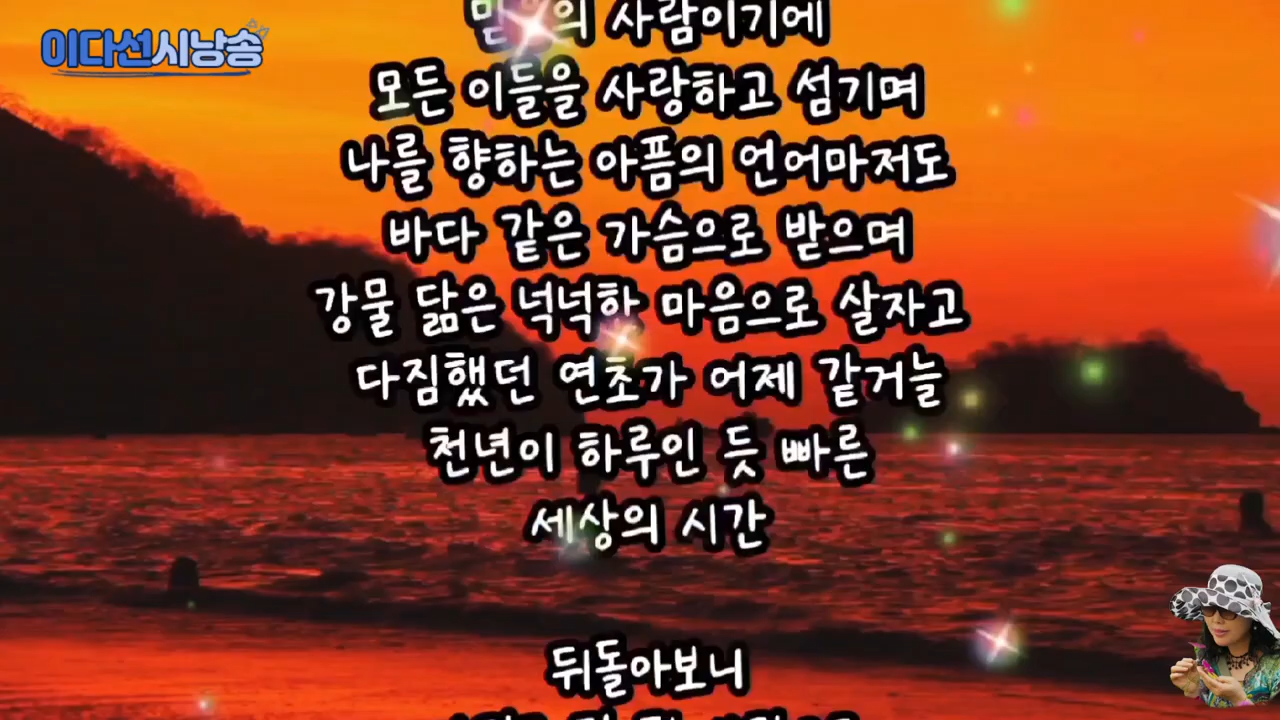 이다선시낭송
의 사람이기에
모든 이들을 사랑하고 섬기며
나를 향하는 아픔의 언어마저도
바다 같은 가슴으로 받으며
강물 닮은 넉넉한 마음으로 살자고
다짐했던 연초가 어제 같거늘
천년이 하루인 듯 빠른
세상의 시간
뒤돌아보니